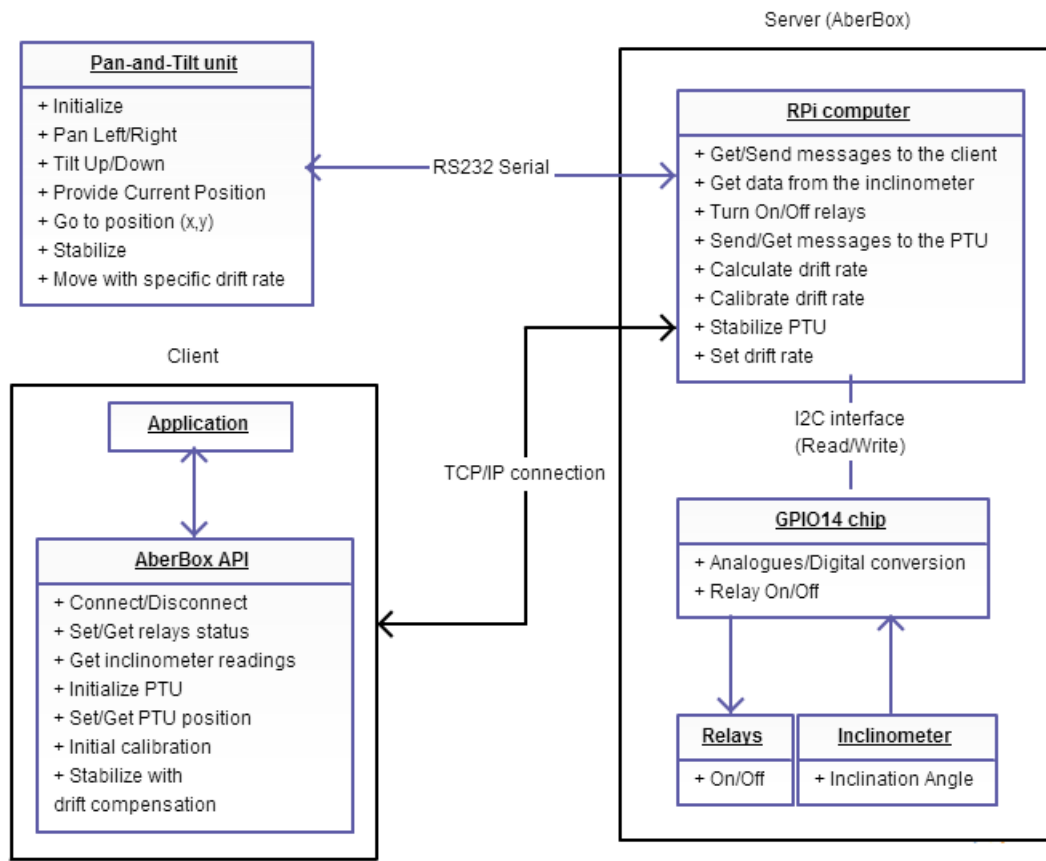 Server (AberBox)
Pan-and-Tilt unit
+ Initialize
+ Pan Left/Right
+ Tilt Up/Down
+ Provide Current Position
+ Go to position (x,y)
+ Stabilize
+ Move with specific drift rate
RS232 Serial
RPi computer
+ Get/Send messages to the client
+ Get data from the inclinometer
+ Turn On/Off relays
+ Send/Get messages to the PTU
+ Calculate drift rate
+ Calibrate drift rate
+ Stabilize PTU
+ Set drift rate
Client
Application
TCP/IP connection
AberBox API
+ Connect/Disconnect
+ Set/Get relays status
+ Get inclinometer readings
+ Initialize PTU
+ Set/Get PTU position
+ Initial calibration
+ Stabilize with
drift compensation
I2C interface
(Read/Write)
GPIO14 chip
+ Analogues/Digital conversion
+ Relay On/Off
Relays
+ On/Off
Inclinometer
+ Inclination Angle